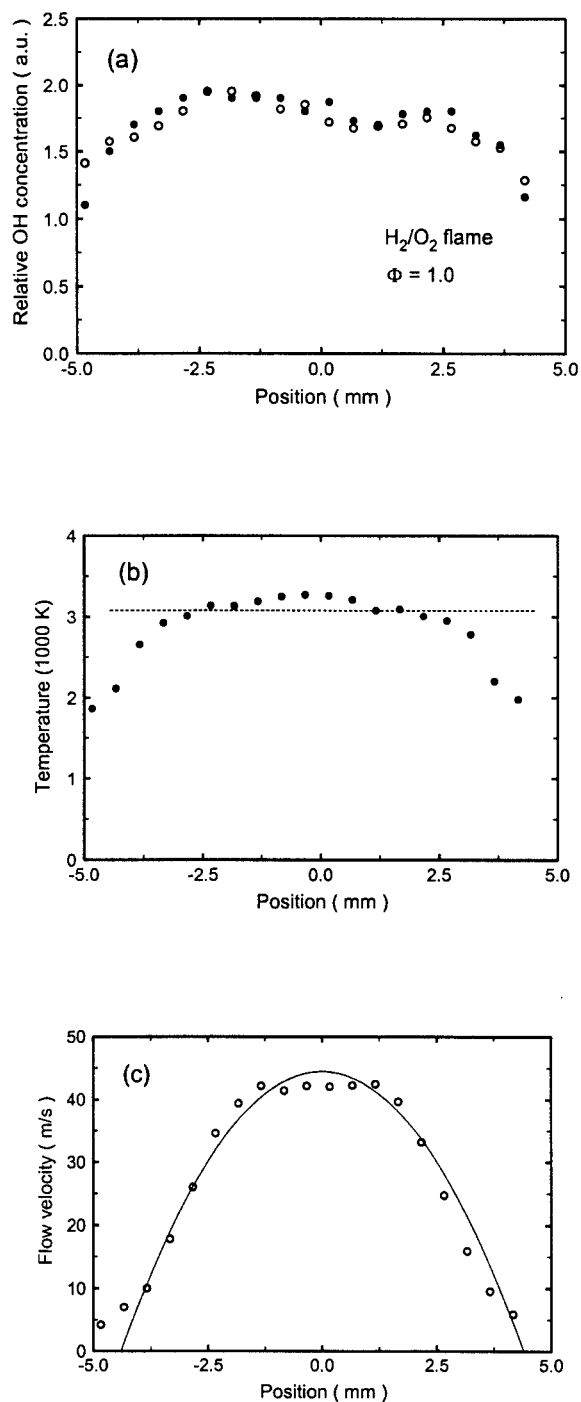 (a)
Relative OH concentration ( a.u. )
2.5
2.0
1.5
1.0
0.5
0.0
H₂/O₂ flame
Φ = 1.0
-5.0 -2.5 0.0 2.5 5.0
Position ( mm )
(b)
Temperature (1000 K)
4
3
2
1
0
-5.0 -2.5 0.0 2.5 5.0
Position ( mm )
(c)
Flow velocity ( m/s )
50
40
30
20
10
0
-5.0 -2.5 0.0 2.5 5.0
Position ( mm )